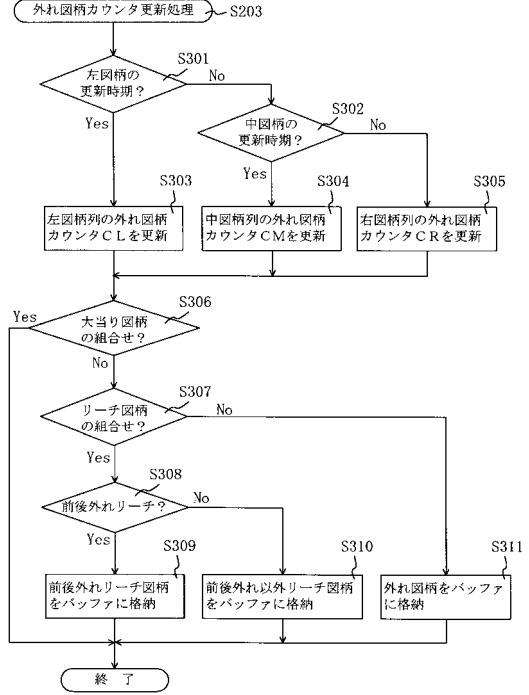 外れ図柄カウンタ更新処理
S203
S301
左図柄の
更新時期？
No
Yes
S302
中図柄の
更新時期？
No
Yes
S303
左図柄列の外れ図柄
カウンタCLを更新
S304
中図柄列の外れ図柄
カウンタCMを更新
S305
右図柄列の外れ図柄
カウンタCRを更新
S306
大当り図柄
の組合せ？
Yes
No
S307
リーチ図柄
の組合せ？
No
Yes
S308
前後外れリーチ？
No
Yes
S309
前後外れリーチ図柄
をバッファに格納
S310
前後外れ以外リーチ図柄
をバッファに格納
S311
外れ図柄をバッファ
に格納
終 了